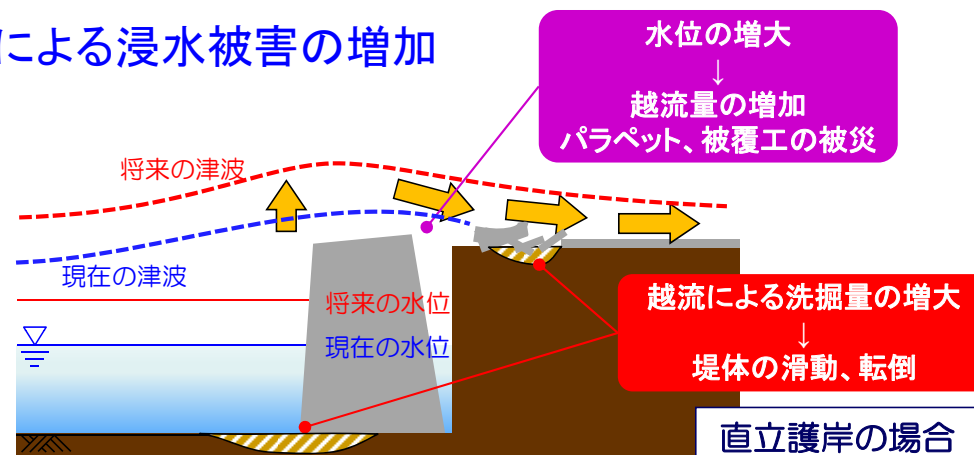 による浸水被害の増加
水位の増大
↓
越流量の増加
パラペット、被覆工の被災
将来の津波
現在の津波
将来の水位
現在の水位
越流による洗掘量の増大
↓
堤体の滑動、転倒
直立護岸の場合